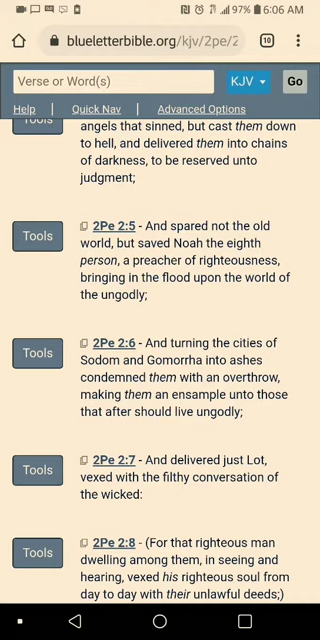 97% 6:06 AM
blueletterbible.org/kjv/2pe/2
10
Verse or Word(s)
KJV
Go
Help | Quick Nav | Advanced Options
Tools
angels that sinned, but cast them down
to hell, and delivered them into chains
of darkness, to be reserved unto
judgment;
Tools
2Pe 2:5 - And spared not the old
world, but saved Noah the eighth
person, a preacher of righteousness,
bringing in the flood upon the world of
the ungodly;
Tools
2Pe 2:6 - And turning the cities of
Sodom and Gomorrha into ashes
condemned them with an overthrow,
making them an ensample unto those
that after should live ungodly;
Tools
2Pe 2:7 - And delivered just Lot,
vexed with the filthy conversation of
the wicked:
Tools
2Pe 2:8 - (For that righteous man
dwelling among them, in seeing and
hearing, vexed his righteous soul from
day to day with their unlawful deeds;)